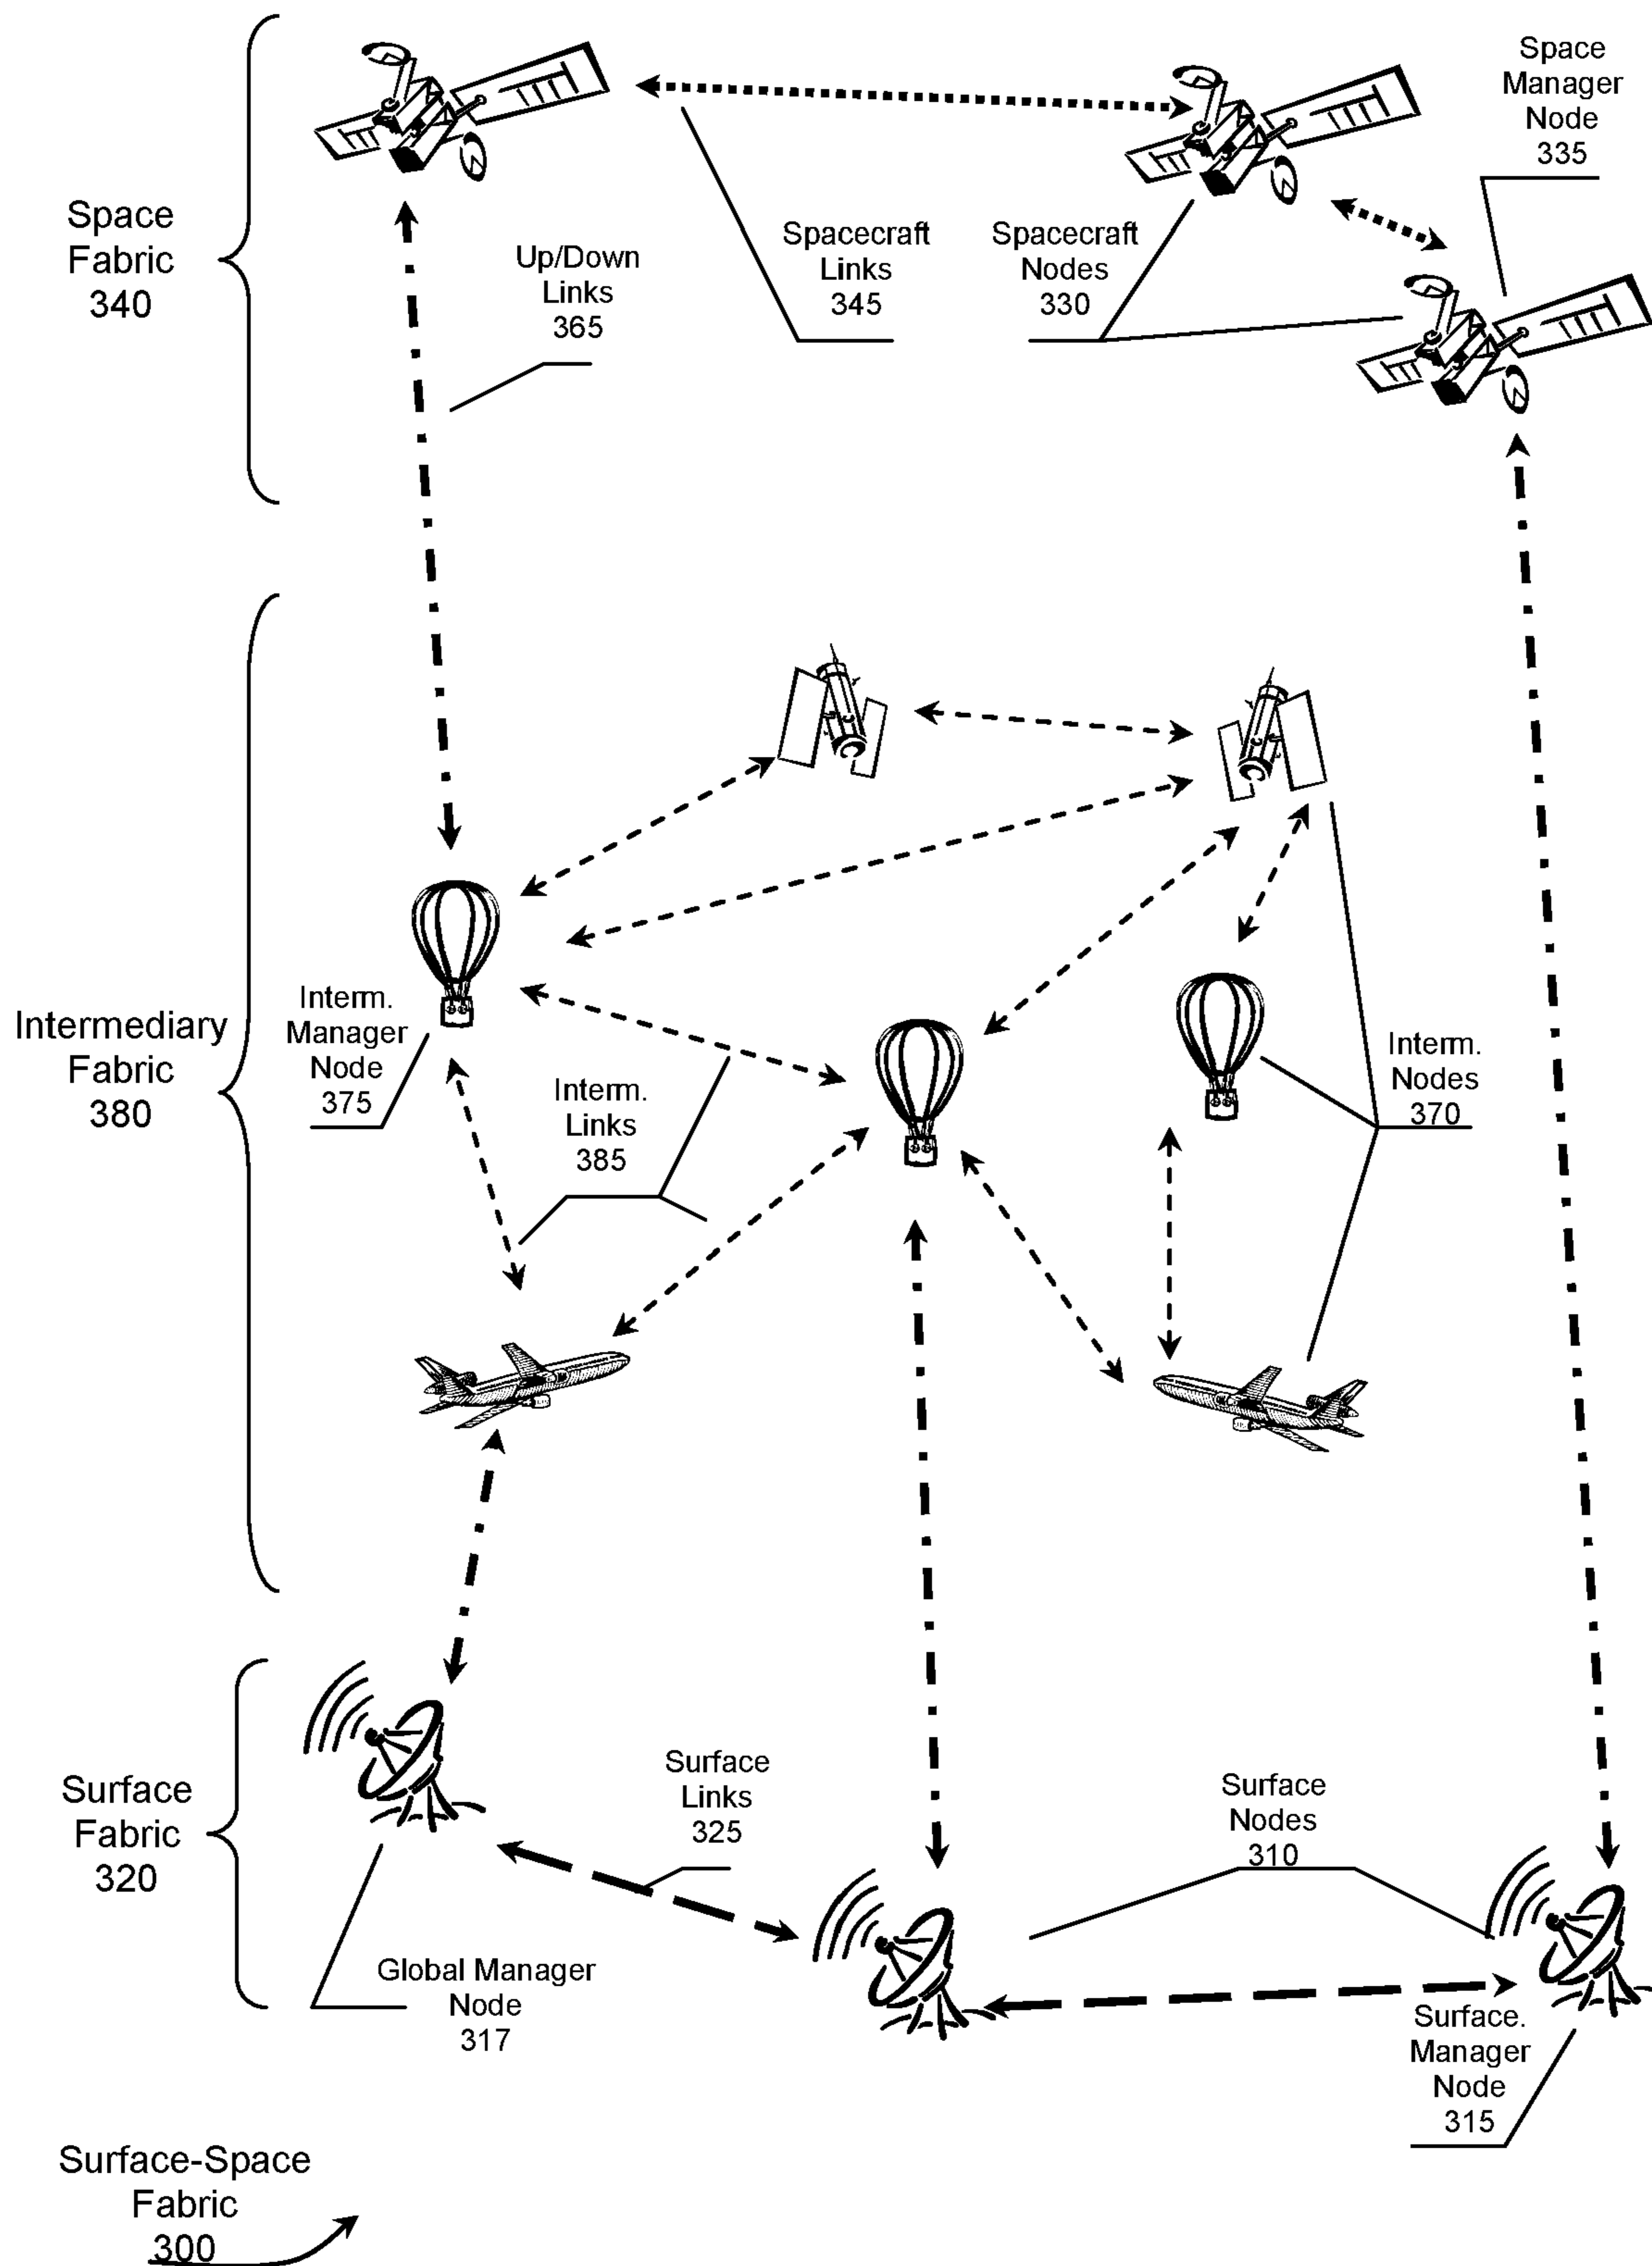 Space
Manager
Node
335
Space
Fabric
340
Up/Down
Links
365
Spacecraft
Links
345
Spacecraft
Nodes
330
Intermediary
Fabric
380
Interm.
Manager
Node
375
Interm.
Links
385
Interm.
Nodes
370
Surface
Fabric
320
Surface
Links
325
Surface
Nodes
310
Global Manager
Node
317
Surface.
Manager
Node
315
Surface-Space
Fabric
300